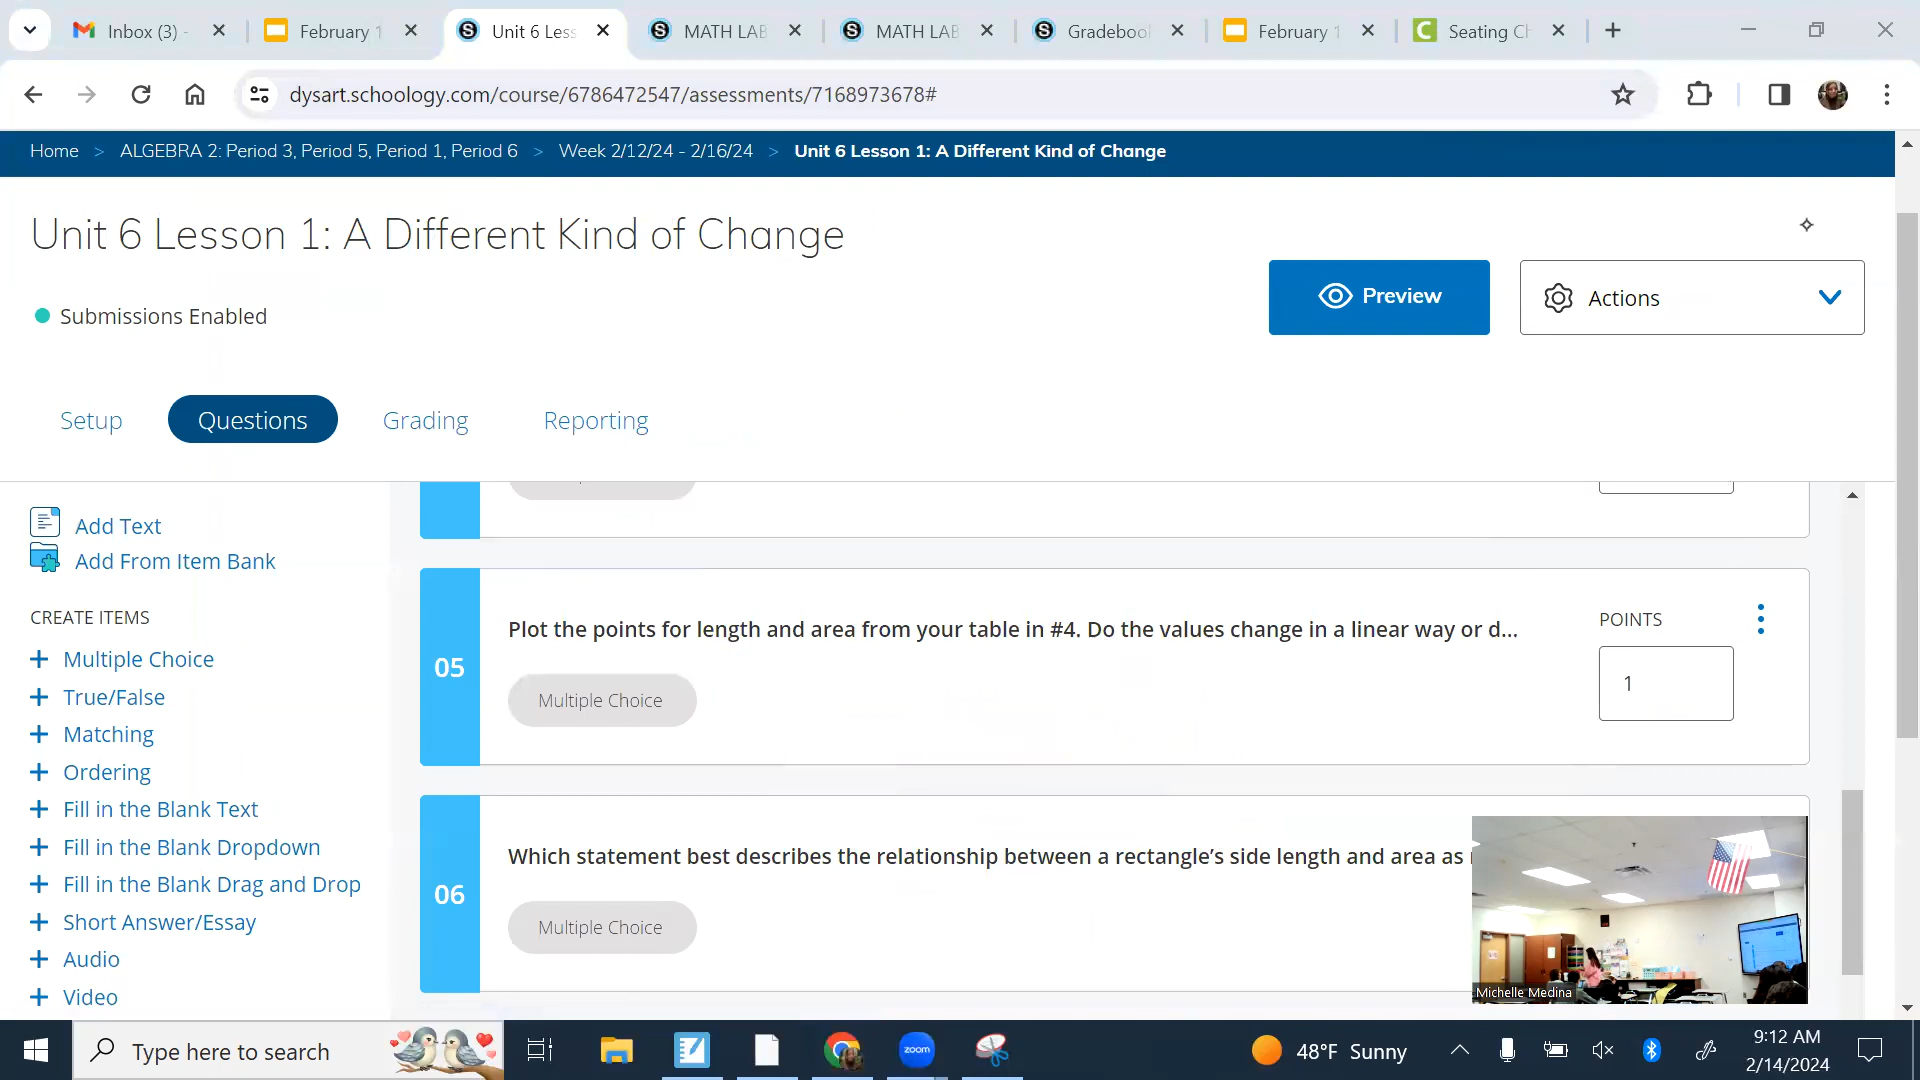 Inbox (3) -
February 1
Unit 6 Less
MATH LAB
MATH LAB
Gradeboo
February 1
Seating Ch
dysart.schoology.com/course/6786472547/assessments/7168973678#
Home > ALGEBRA 2: Period 3, Period 5, Period 1, Period 6 > Week 2/12/24 - 2/16/24 > Unit 6 Lesson 1: A Different Kind of Change
Unit 6 Lesson 1: A Different Kind of Change
Submissions Enabled
Preview
Actions
Setup
Questions
Grading
Reporting
Add Text
Add From Item Bank
CREATE ITEMS
+ Multiple Choice
+ True/False
+ Matching
+ Ordering
+ Fill in the Blank Text
+ Fill in the Blank Dropdown
+ Fill in the Blank Drag and Drop
+ Short Answer/Essay
+ Audio
+ Video
05
Plot the points for length and area from your table in #4. Do the values change in a linear way or d...
Multiple Choice
POINTS
1
06
Which statement best describes the relationship between a rectangle's side length and area as
Multiple Choice
Michelle Medina
Type here to search
zoom
48°F Sunny
9:12 AM
2/14/2024